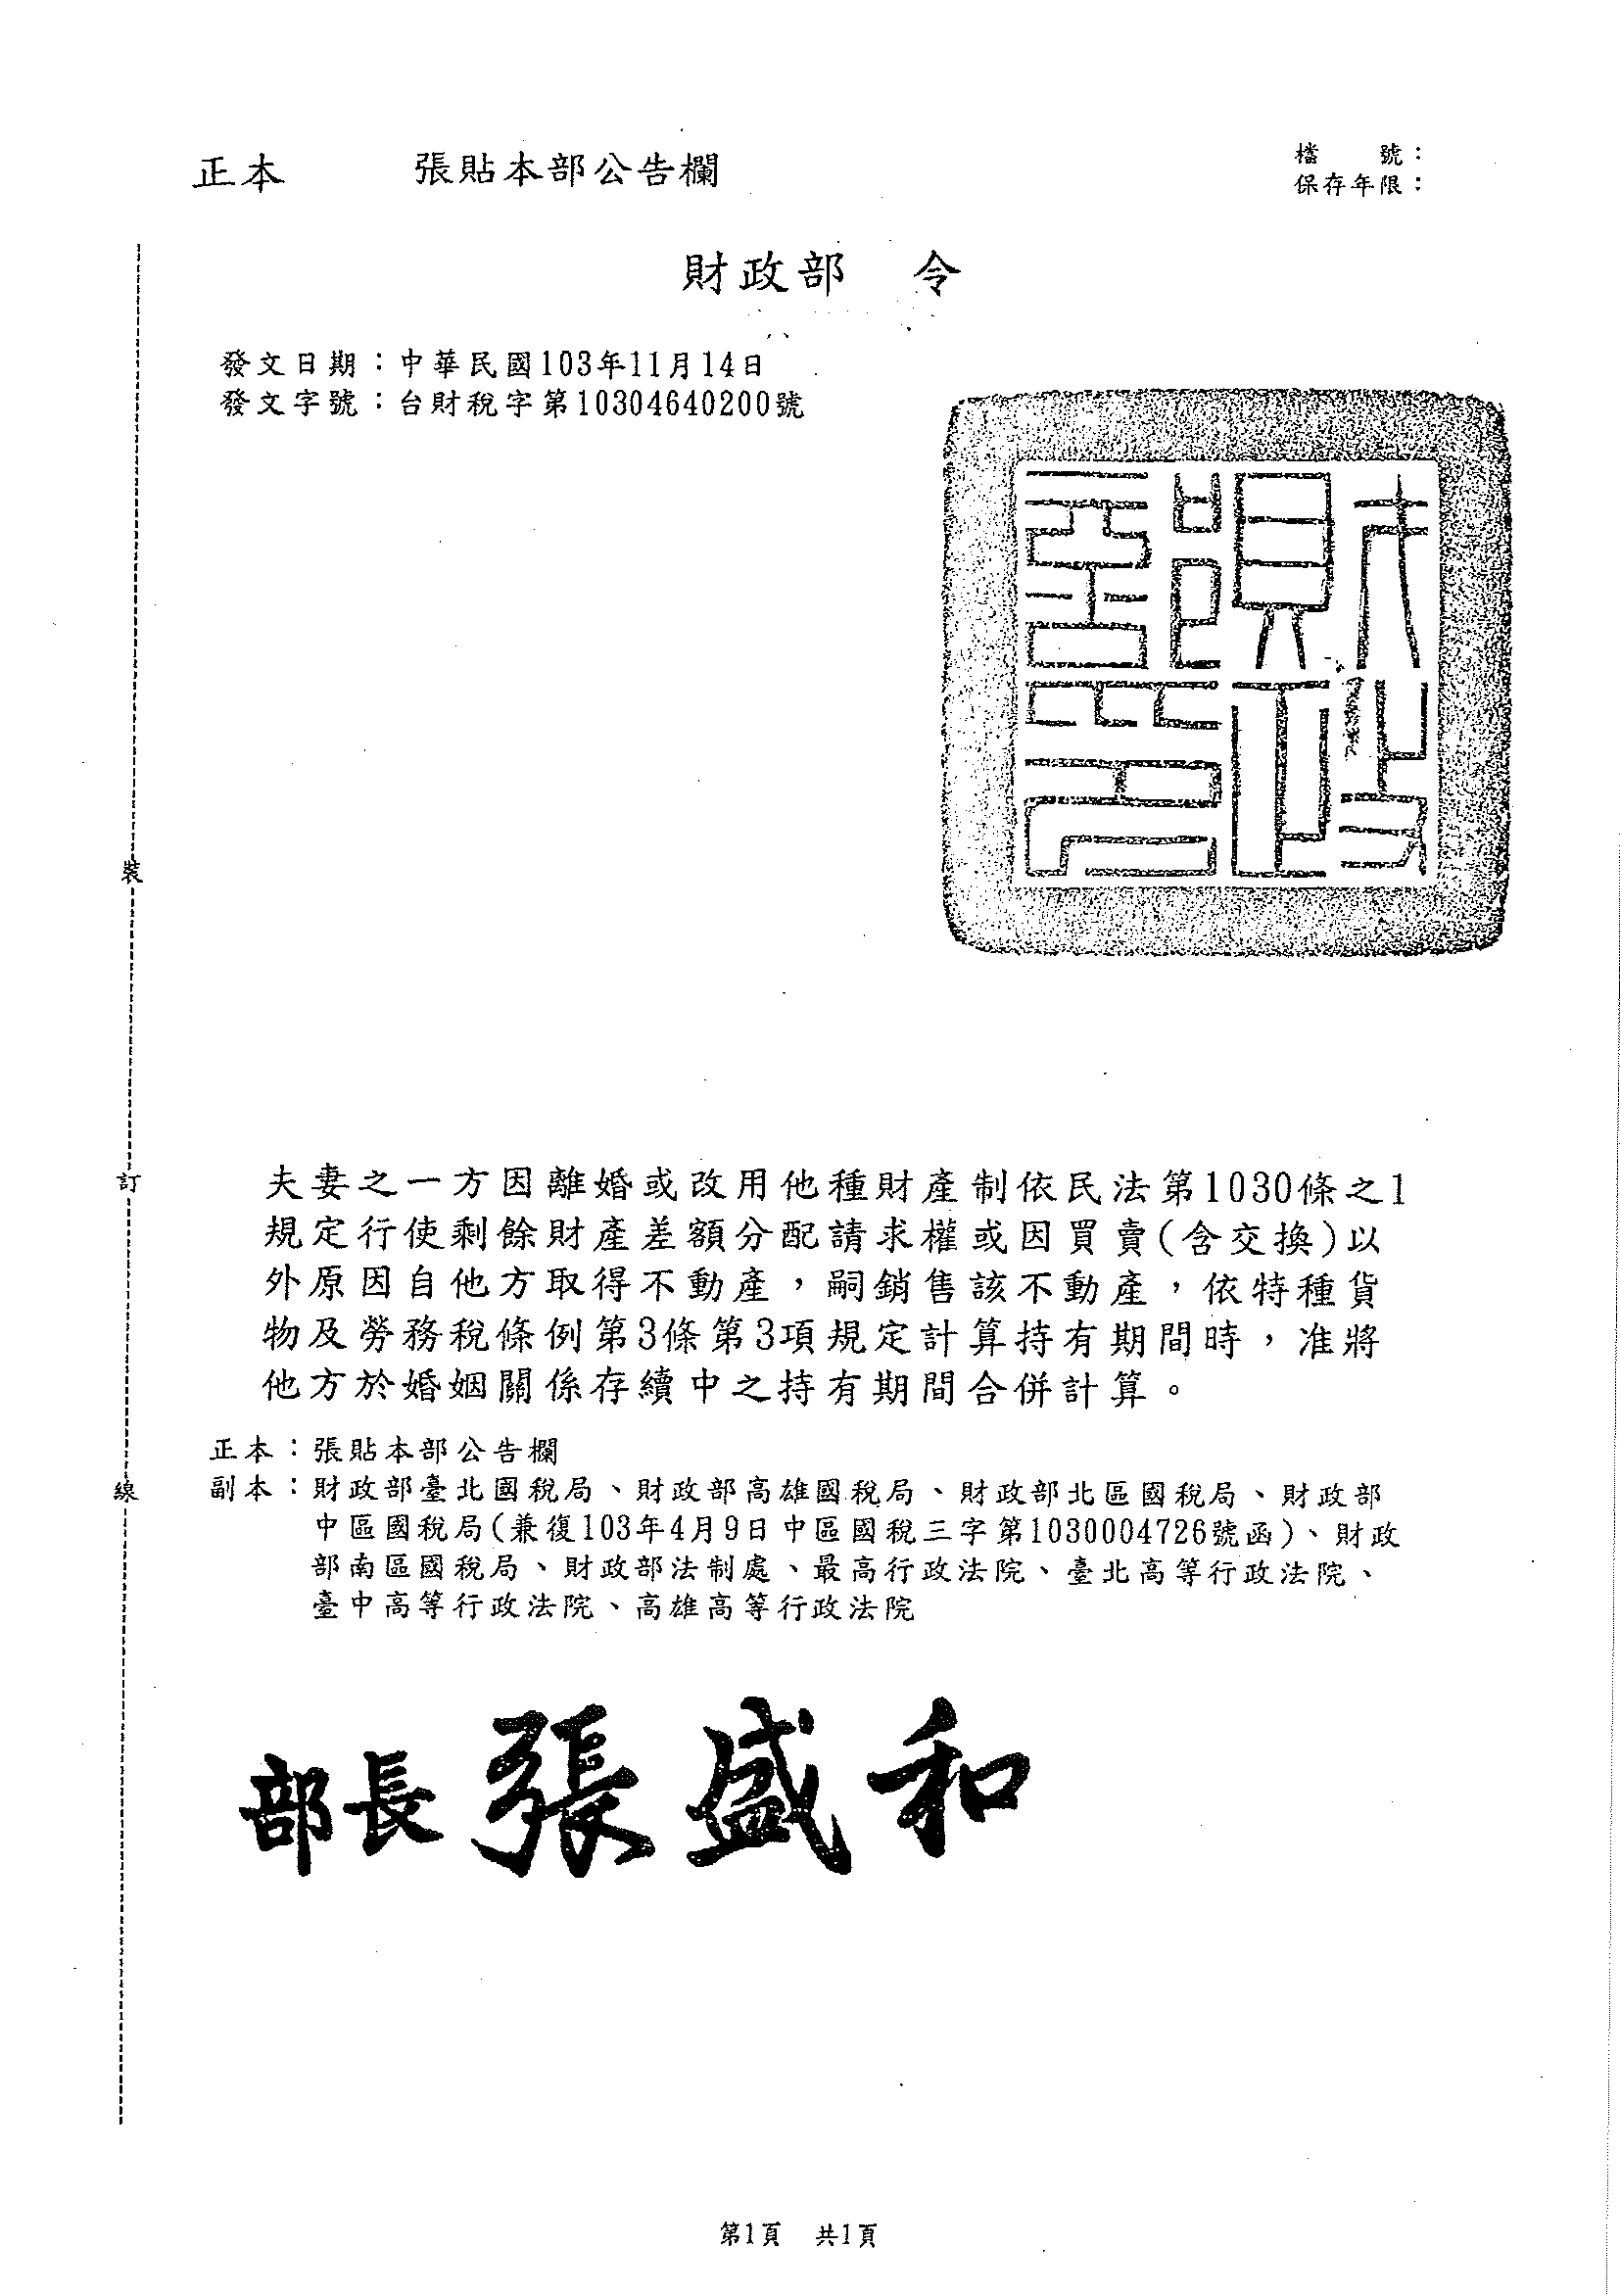 正本 張貼本部公告欄
檔 號：
保存年限：
財政部 令
發文日期：中華民國103年11月14日
發文字號：台財稅字第10304640200號
裝
訂
線
夫妻之一方因離婚或改用他種財產制依民法第1030條之1
規定行使剩餘財產差額分配請求權或因買賣(含交換)以
外原因自他方取得不動產，嗣銷售該不動產，依特種貨
物及勞務稅條例第3條第3項規定計算持有期間時，准將
他方於婚姻關係存續中之持有期間合併計算。
正本：張貼本部公告欄
副本：財政部臺北國稅局、財政部高雄國稅局、財政部北區國稅局、財政部
中區國稅局(兼復103年4月9日中區國稅三字第1030004726號函)、財政
部南區國稅局、財政部法制處、最高行政法院、臺北高等行政法院、
臺中高等行政法院、高雄高等行政法院
部長 張盛和
第1頁 共1頁